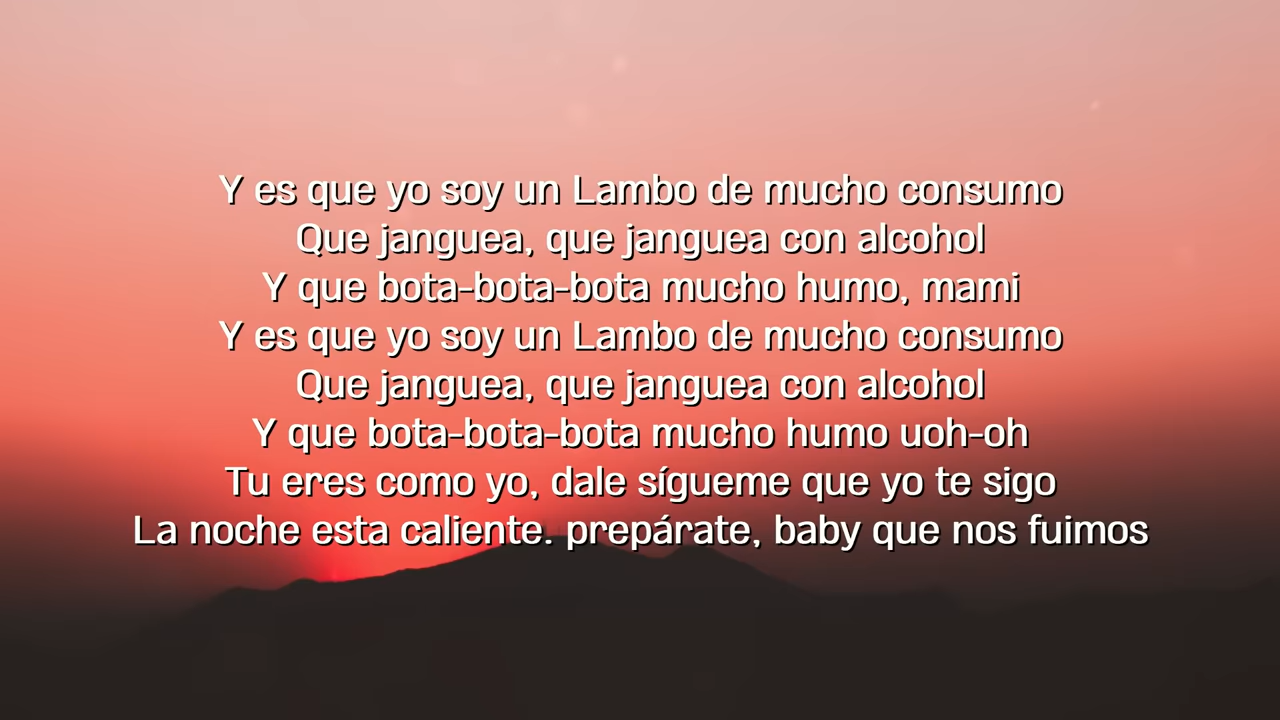 Y es que yo soy un Lambo de mucho consumo
Que janguea, que janguea con alcohol
Y que bota-bota-bota mucho humo, mami
Y es que yo soy un Lambo de mucho consumo
Que janguea, que janguea con alcohol
Y que bota-bota-bota mucho humo uoh-oh
Tu eres como yo, dale sígueme que yo te sigo
La noche esta caliente. prepárate, baby que nos fuimos